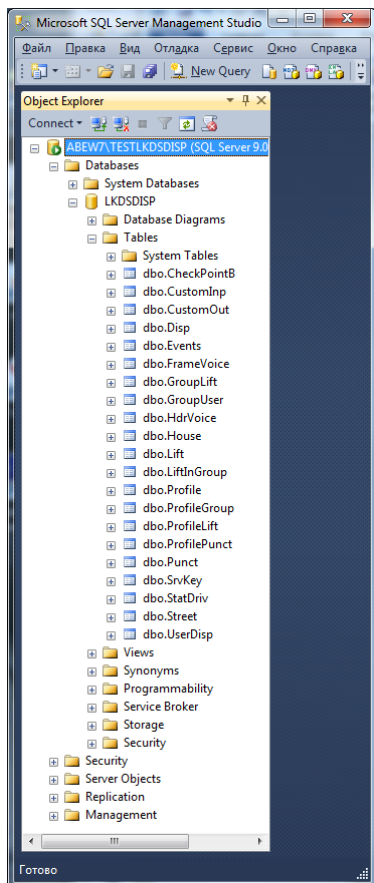 Microsoft SQL Server Management Studio
Файл Правка Вид Отладка Сервис Окно Справка
New Query
Object Explorer
Connect
ABEW7\TESTLKDSDISP (SQL Server 9.0
Databases
System Databases
LKDSDISP
Database Diagrams
Tables
System Tables
dbo.CheckPointB
dbo.CustomInp
dbo.CustomOut
dbo.Disp
dbo.Events
dbo.FrameVoice
dbo.GroupLift
dbo.GroupUser
dbo.HdrVoice
dbo.House
dbo.Lift
dbo.LiftInGroup
dbo.Profile
dbo.ProfileGroup
dbo.ProfileLift
dbo.ProfilePunct
dbo.Punct
dbo.SrvKey
dbo.StatDriv
dbo.Street
dbo.UserDisp
Views
Synonyms
Programmability
Service Broker
Storage
Security
Security
Server Objects
Replication
Management
Готово